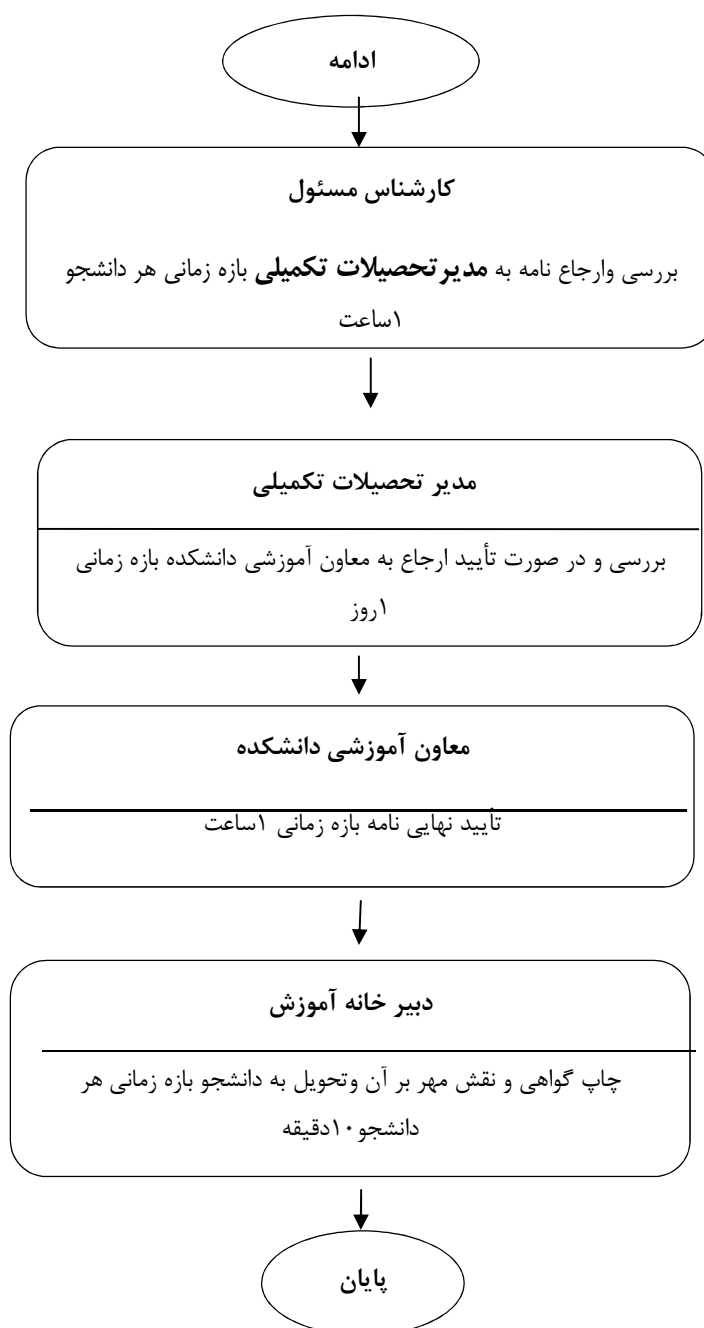 ادامه
کارشناس مسئول
بررسی وارجاع نامه به مدیرتحصیلات تکمیلی بازه زمانی هر دانشجو
۱ساعت
مدیر تحصیلات تکمیلی
بررسی و در صورت تأیید ارجاع به معاون آموزشی دانشکده بازه زمانی
۱روز
معاون آموزشی دانشکده
تأیید نهایی نامه بازه زمانی ۱ساعت
دبیر خانه آموزش
چاپ گواهی و نقش مهر بر آن وتحویل به دانشجو بازه زمانی هر
دانشجو۱۰دقیقه
پایان